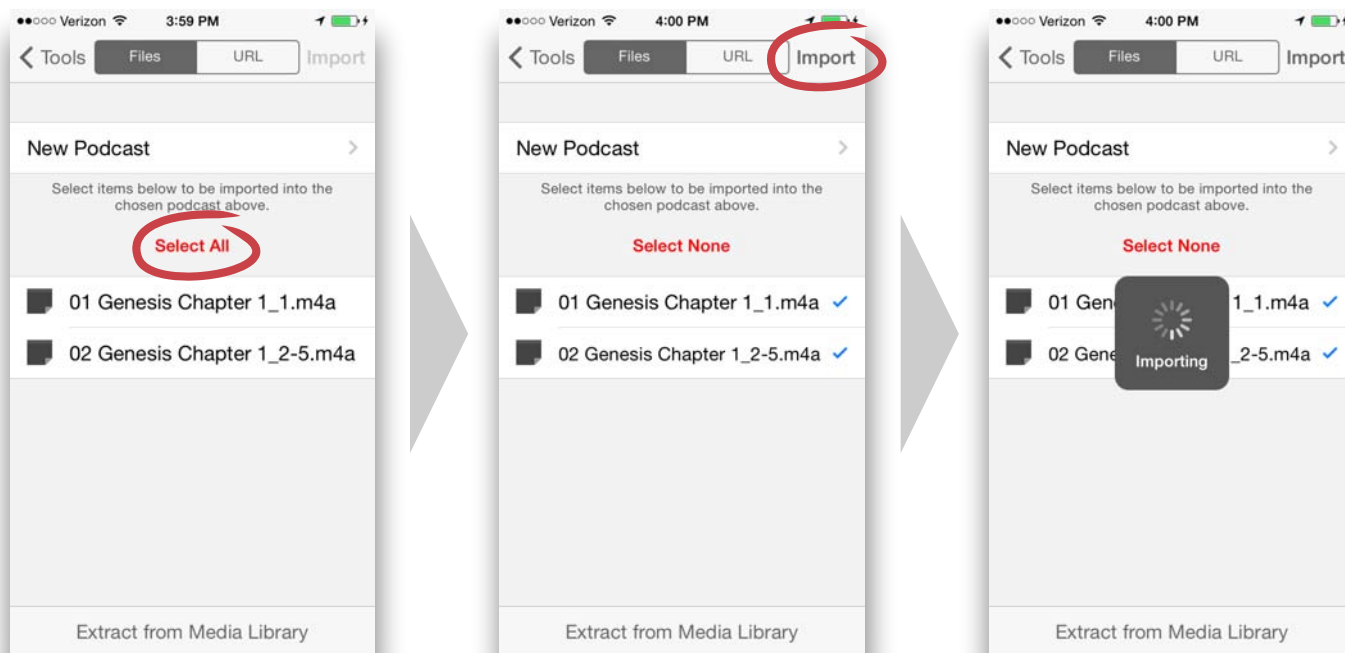 Verizon 3:59 PM
Tools Files URL Import
New Podcast
Select items below to be imported into the
chosen podcast above.
Select All
01 Genesis Chapter 1_1.m4a
02 Genesis Chapter 1_2-5.m4a
Extract from Media Library
Verizon 4:00 PM
Tools Files URL Import
New Podcast
Select items below to be imported into the
chosen podcast above.
Select None
01 Genesis Chapter 1_1.m4a
02 Genesis Chapter 1_2-5.m4a
Extract from Media Library
Verizon 4:00 PM
Tools Files URL Import
New Podcast
Select items below to be imported into the
chosen podcast above.
Select None
01 Gen 1_1.m4a
02 Gene _2-5.m4a
Importing
Extract from Media Library